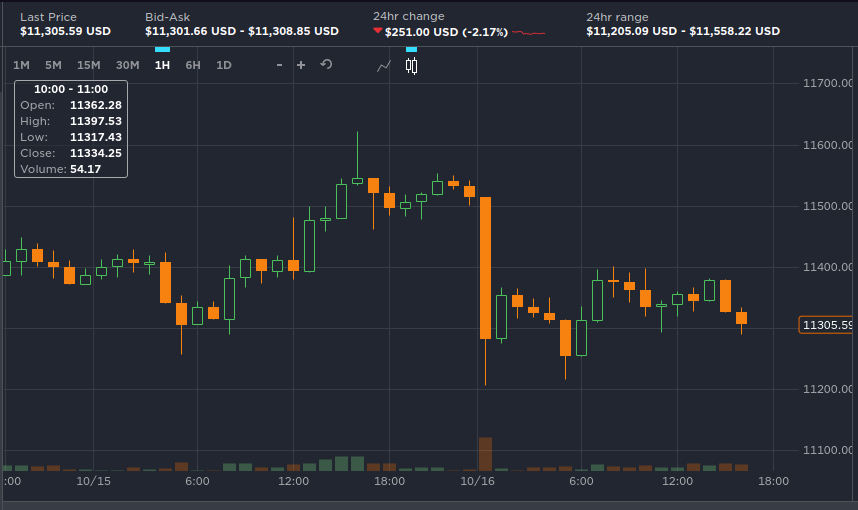 Last Price
$11,305.59 USD
Bid-Ask
$11,301.66 USD - $11,308.85 USD
24hr change
$251.00 USD (-2.17%)
24hr range
$11,205.09 USD - $11,558.22 USD
1M 5M 15M 30M 1H 6H 1D - +
10:00 - 11:00
Open: 11362.28
High: 11397.53
Low: 11317.43
Close: 11334.25
Volume: 54.17
11700.00
11600.00
11500.00
11400.00
11305.59
11200.00
11100.00
:00 10/15 6:00 12:00 18:00 10/16 6:00 12:00 18:00